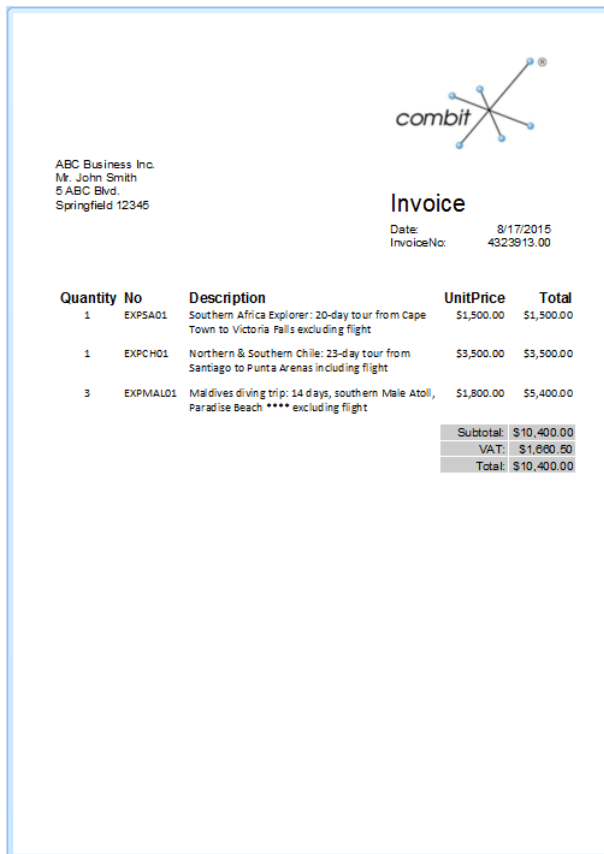 ®
combit
ABC Business Inc.
Mr. John Smith
5 ABC Blvd.
Springfield 12345
Invoice
Date: 8/17/2015
InvoiceNo: 4323913.00
Quantity No Description UnitPrice Total
1 EXPSA01 Southern Africa Explorer: 20-day tour from Cape $1,500.00 $1,500.00
Town to Victoria Falls excluding flight
1 EXPCH01 Northern & Southern Chile: 23-day tour from $3,500.00 $3,500.00
Santiago to Punta Arenas including flight
3 EXPMAL01 Maldives diving trip: 14 days, southern Male Atoll, $1,800.00 $5,400.00
Paradise Beach **** excluding flight
Subtotal: $10,400.00
VAT: $1,660.50
Total: $10,400.00